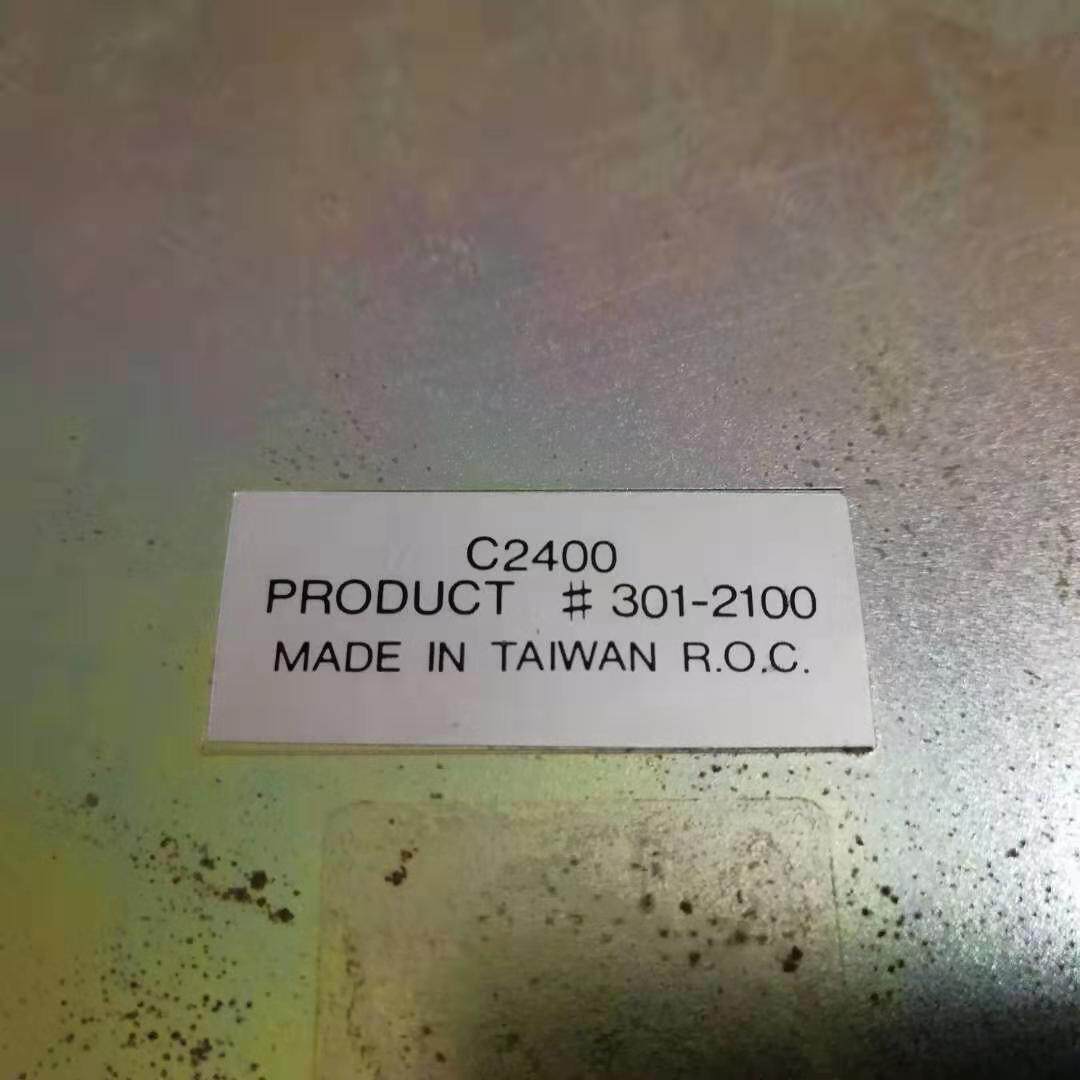 C2400
PRODUCT # 301-2100
MADE IN TAIWAN R.O.C.